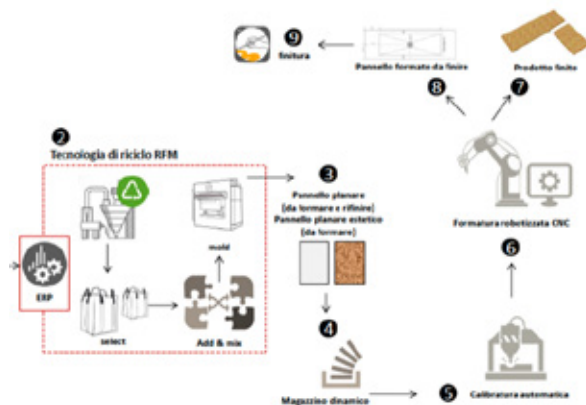 9
finitura
Pannello formato da finire
Prodotto finito
8
7
2
Tecnologia di riciclo RFM
3
Pannello planare
[da formare e rifinire]
Pannello planare estetico
[da formare]
mold
Formatura robotizzata CNC
6
ERP
select
Add & mix
4
Magazzino dinamico
5
Calibratura automatica